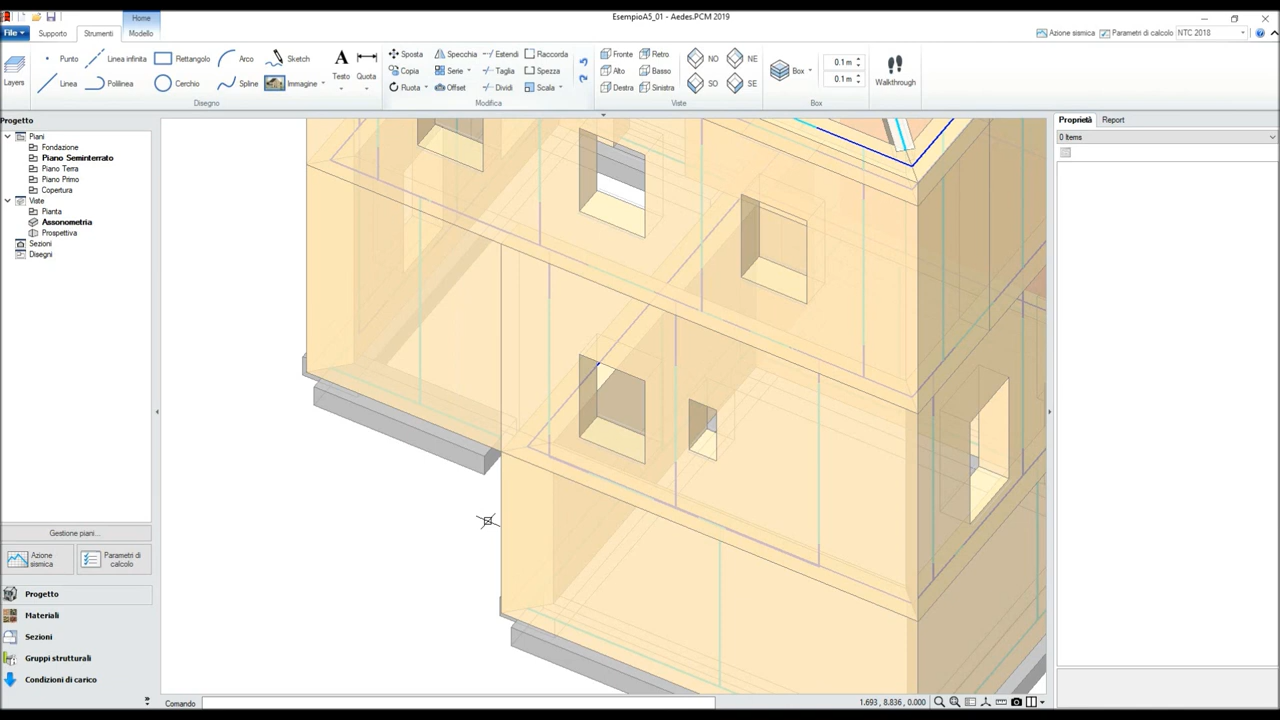 EsempioA5_01 - Aedes.PCM 2019
Home
File Supporto Strumenti Modello
Azione sismica Parametri di calcolo NTC 2018
Layers
Punto Linea infinita Rettangolo Arco Sketch
Linea Polilinea Cerchio Spline Immagine
Testo Quota
Disegno
Sposta Specchia Estendi Raccorda
Copia Serie Taglia Spezza
Ruota Offset Dividi Scala
Modifica
Fronte Retro NO NE
Alto Basso
Destra Sinistra SO SE
Viste
Box 0.1 m
0.1 m
Box
Walkthrough
Progetto
Piani
Fondazione
Piano Seminterrato
Piano Terra
Piano Primo
Copertura
Viste
Pianta
Assonometria
Prospettiva
Sezioni
Disegni
Gestione piani...
Azione sismica
Parametri di calcolo
Progetto
Materiali
Sezioni
Gruppi strutturali
Condizioni di carico
Proprietà Report
0 Items
Comando
1.693 , 8.836 , 0.000